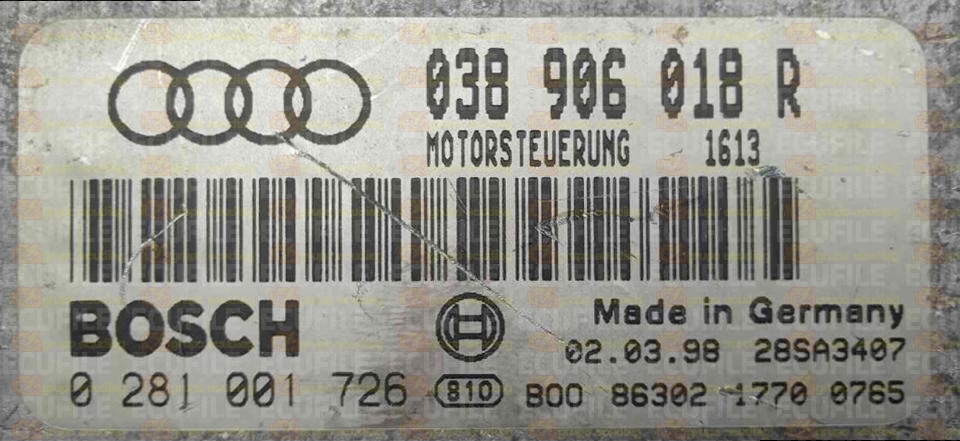 038 906 018 R
MOTORSTEUERUNG 1613
BOSCH
Made in Germany
02.03.98 28SA3407
0 281 001 726 810 B00 86302 1770 0765
ECUFILE